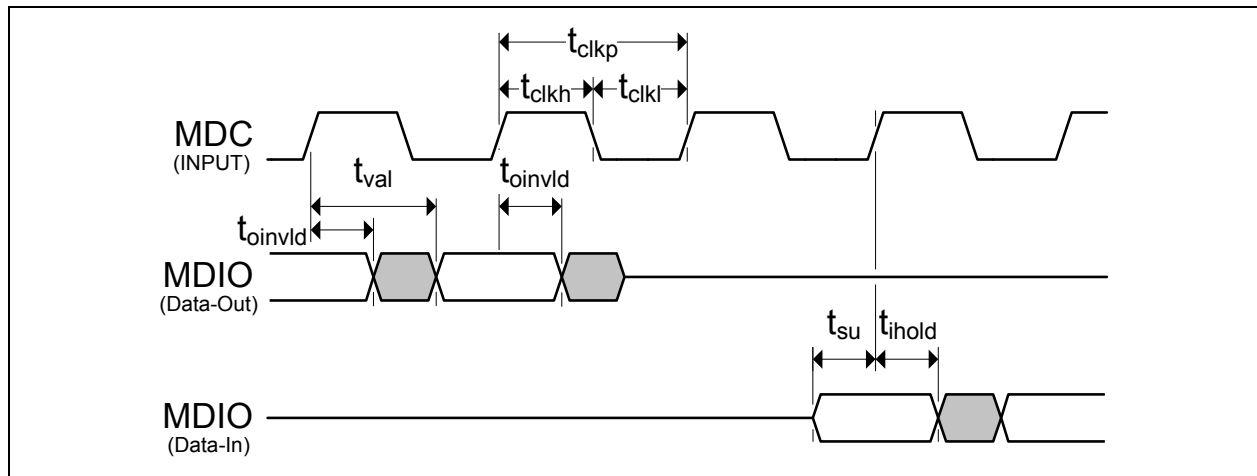 tclkp
tclkh tclkl
MDC
(INPUT)
tval
toinvld
toinvld
MDIO
(Data-Out)
tsu tihold
MDIO
(Data-In)